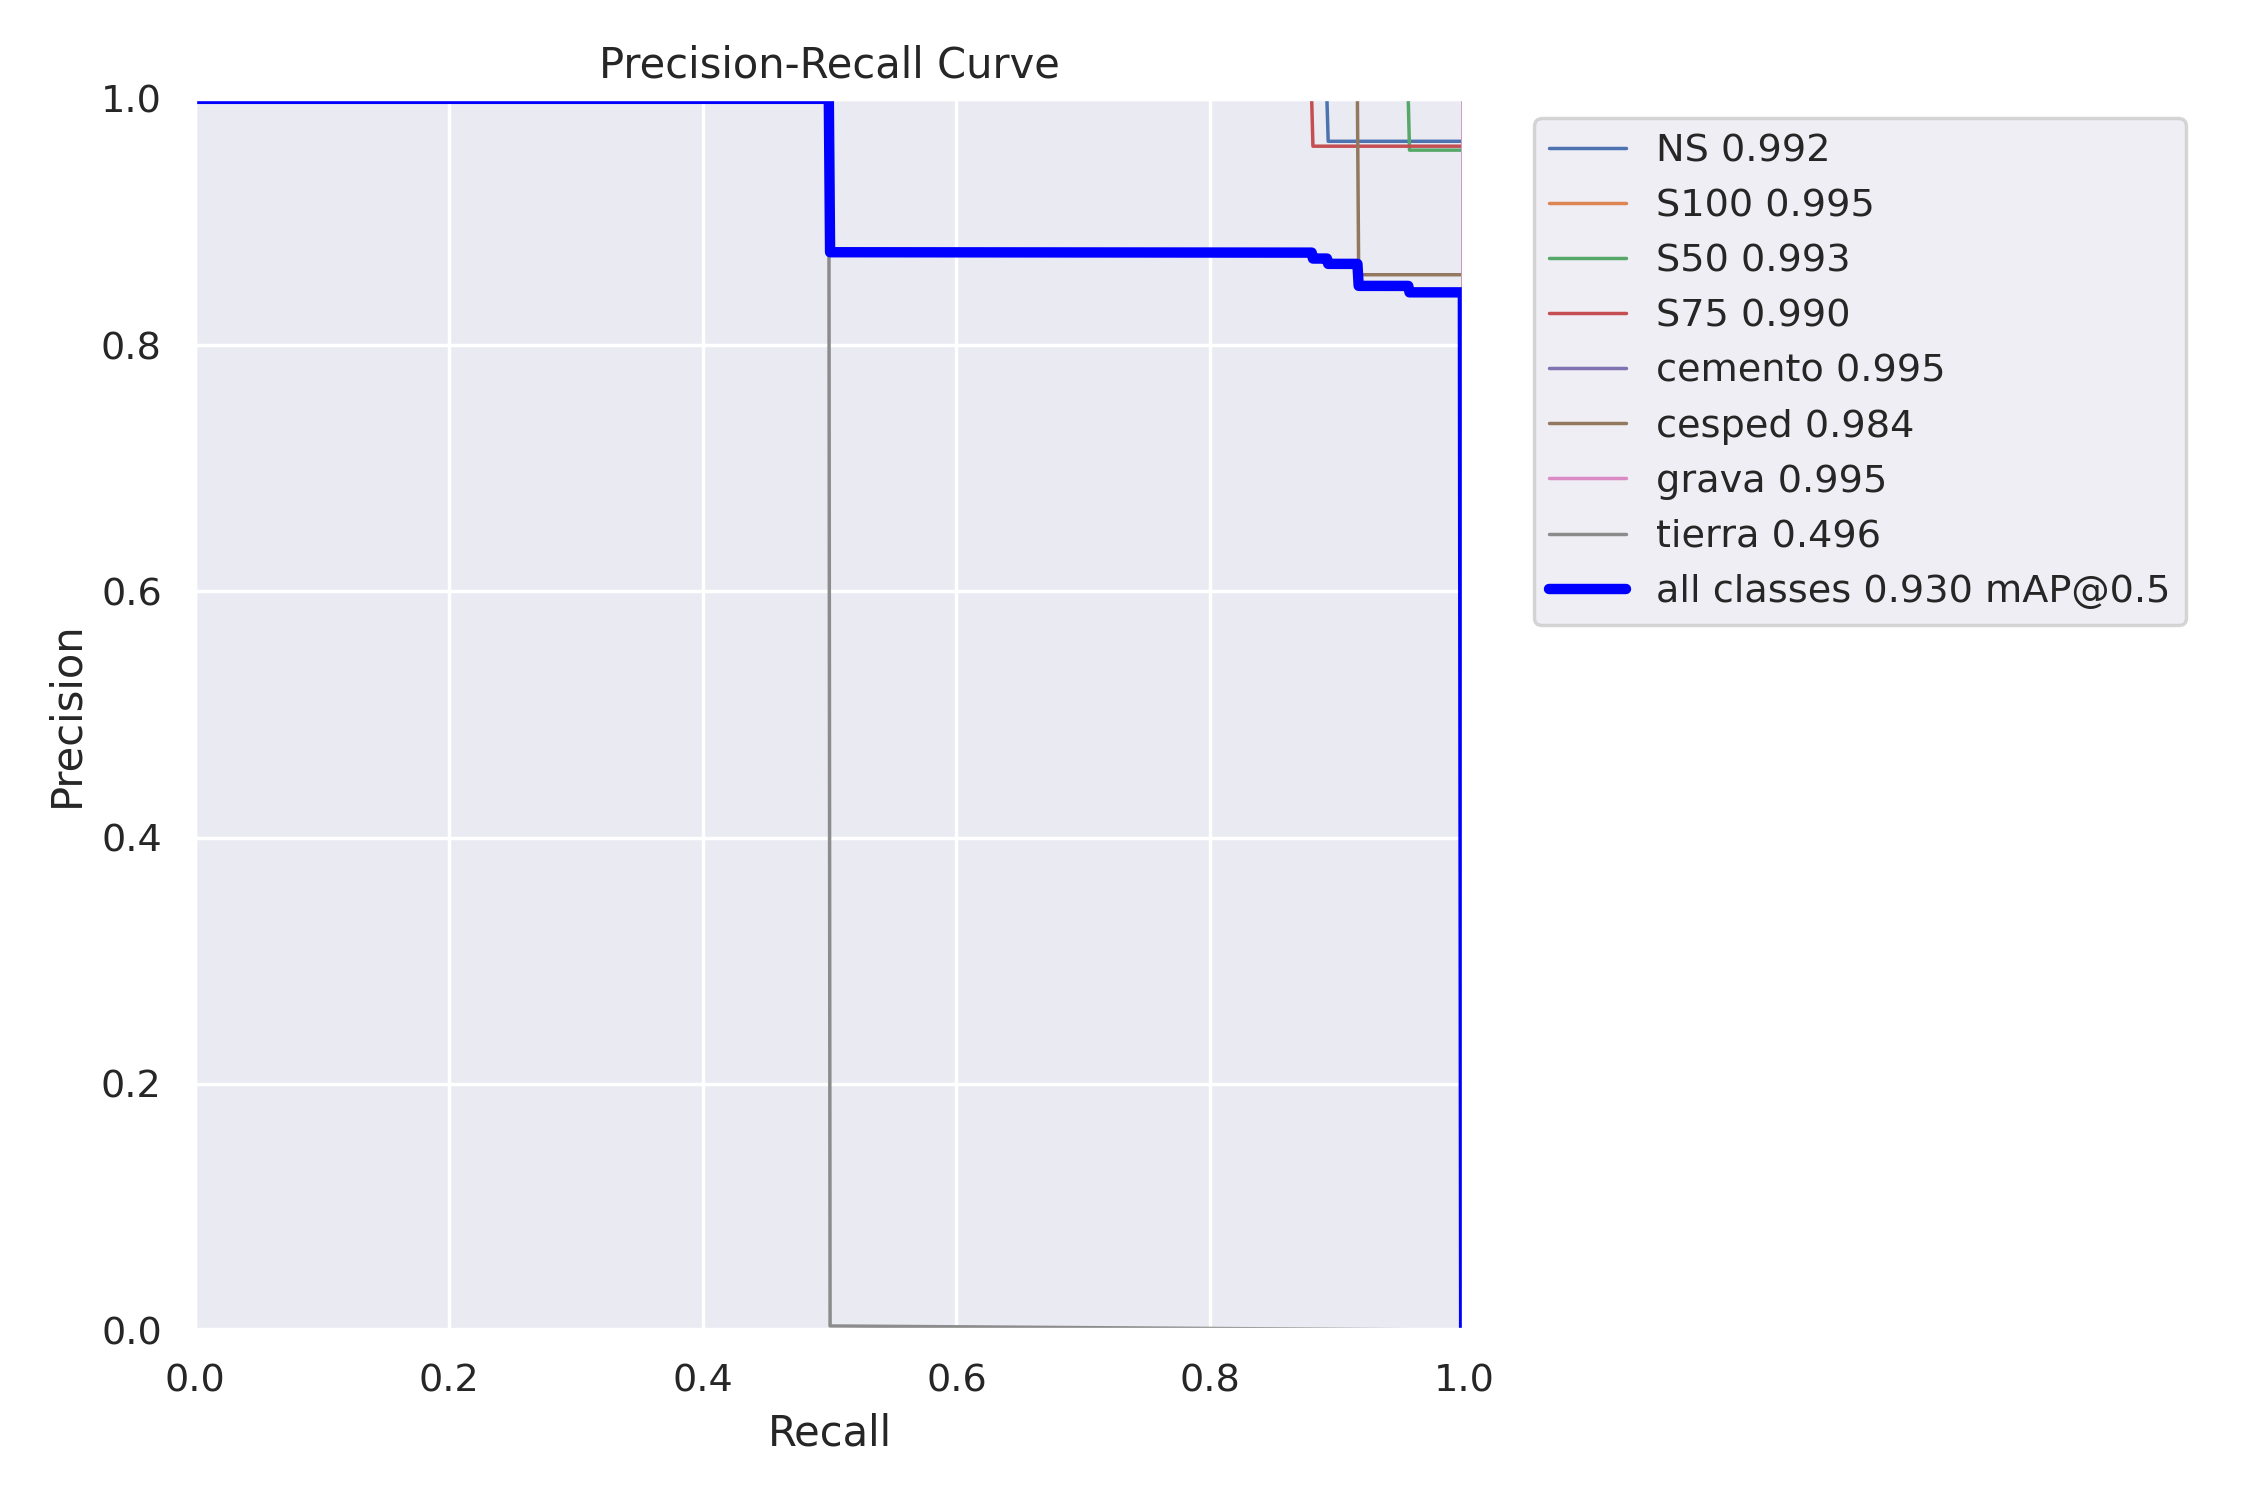 Precision-Recall Curve
1.0
0.8
0.6
0.4
0.2
0.0
Precision
0.0 0.2 0.4 0.6 0.8 1.0
Recall
NS 0.992
S100 0.995
S50 0.993
S75 0.990
cemento 0.995
cesped 0.984
grava 0.995
tierra 0.496
all classes 0.930 mAP@0.5